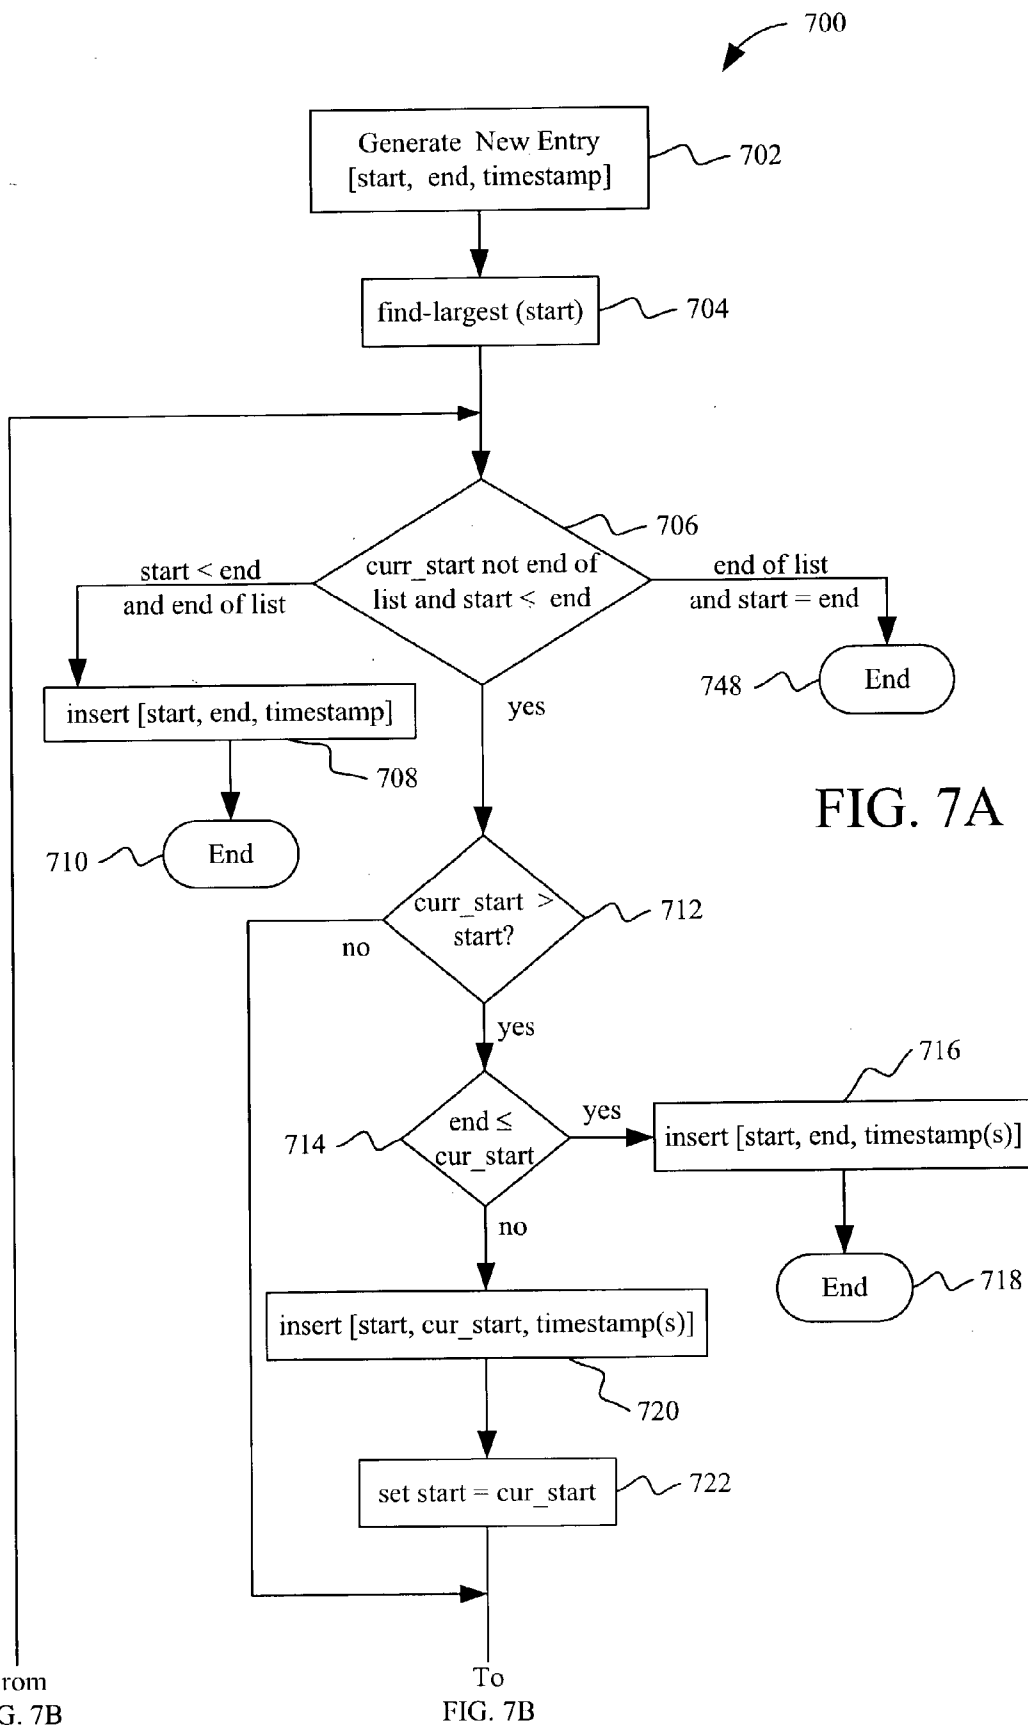 700
Generate New Entry
[start, end, timestamp]
702
find-largest (start)
704
706
curr_start not end of
list and start < end
start < end
and end of list
end of list
and start = end
748
End
yes
insert [start, end, timestamp]
708
710
End
FIG. 7A
curr_start >
start?
712
no
yes
714
end ≤
cur_start
yes
716
insert [start, end, timestamp(s)]
no
End
718
insert [start, cur_start, timestamp(s)]
720
set start = cur_start
722
rom
G. 7B
To
FIG. 7B